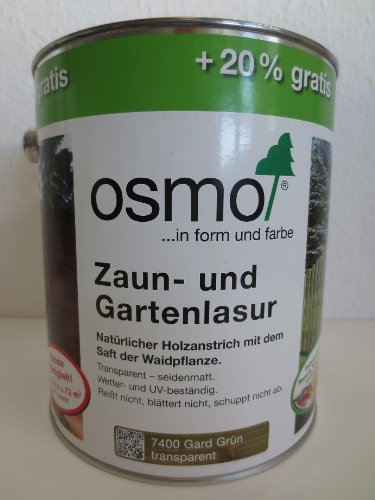 gratis
+ 20% gratis
osmo®
...in form und farbe
Zaun- und
Gartenlasur
Natürlicher Holzanstrich mit dem
Saft der Waidpflanze.
Transparent – seidenmatt.
Wetter- und UV-beständig.
Reißt nicht, blättert nicht, schuppt nicht ab.
7400 Gard Grün
transparent